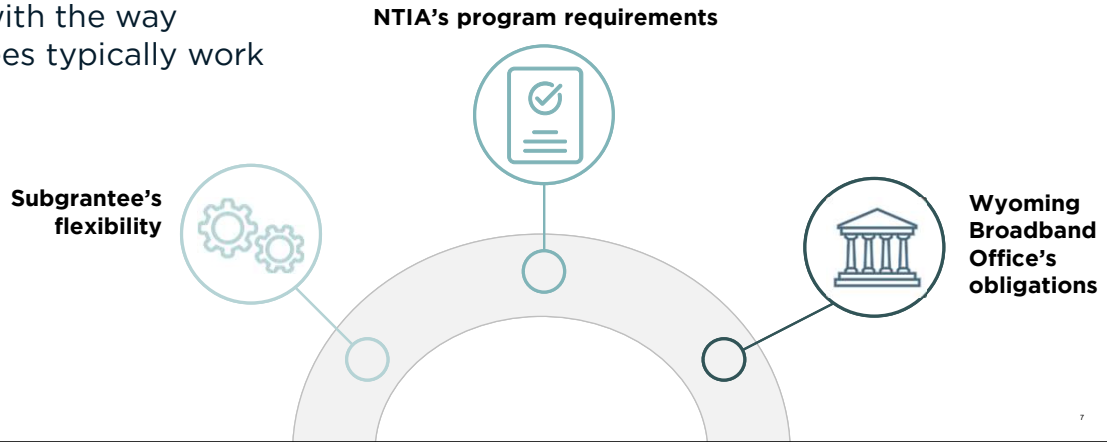 with the way
es typically work
NTIA's program requirements
Subgrantee's
flexibility
Wyoming
Broadband
Office's
obligations
7